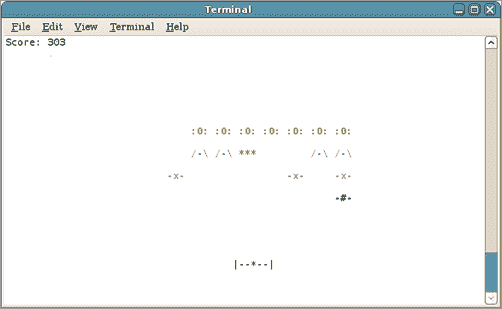 Terminal
File Edit View Terminal Help
Score: 303
:0: :0: :0: :0: :0: :0: :0:
/-\ /-\ *** /-\ /-\
-x- -x- -x-
-#-
|--*--|